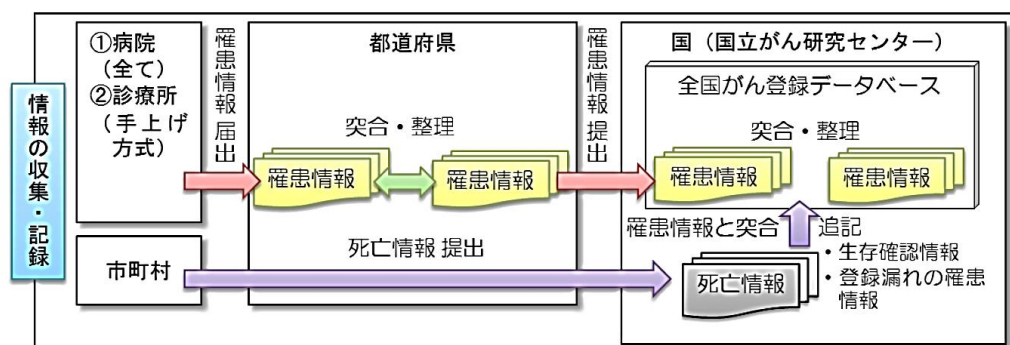 情報の収集・記録
①病院
（全て）
②診療所
（手上げ
方式）
罹患情報 届出
都道府県
突合・整理
罹患情報
罹患情報
罹患情報 提出
国（国立がん研究センター）
全国がん登録データベース
突合・整理
罹患情報
罹患情報
罹患情報と突合
追記
・生存確認情報
・登録漏れの罹患
情報
市町村
死亡情報 提出
死亡情報